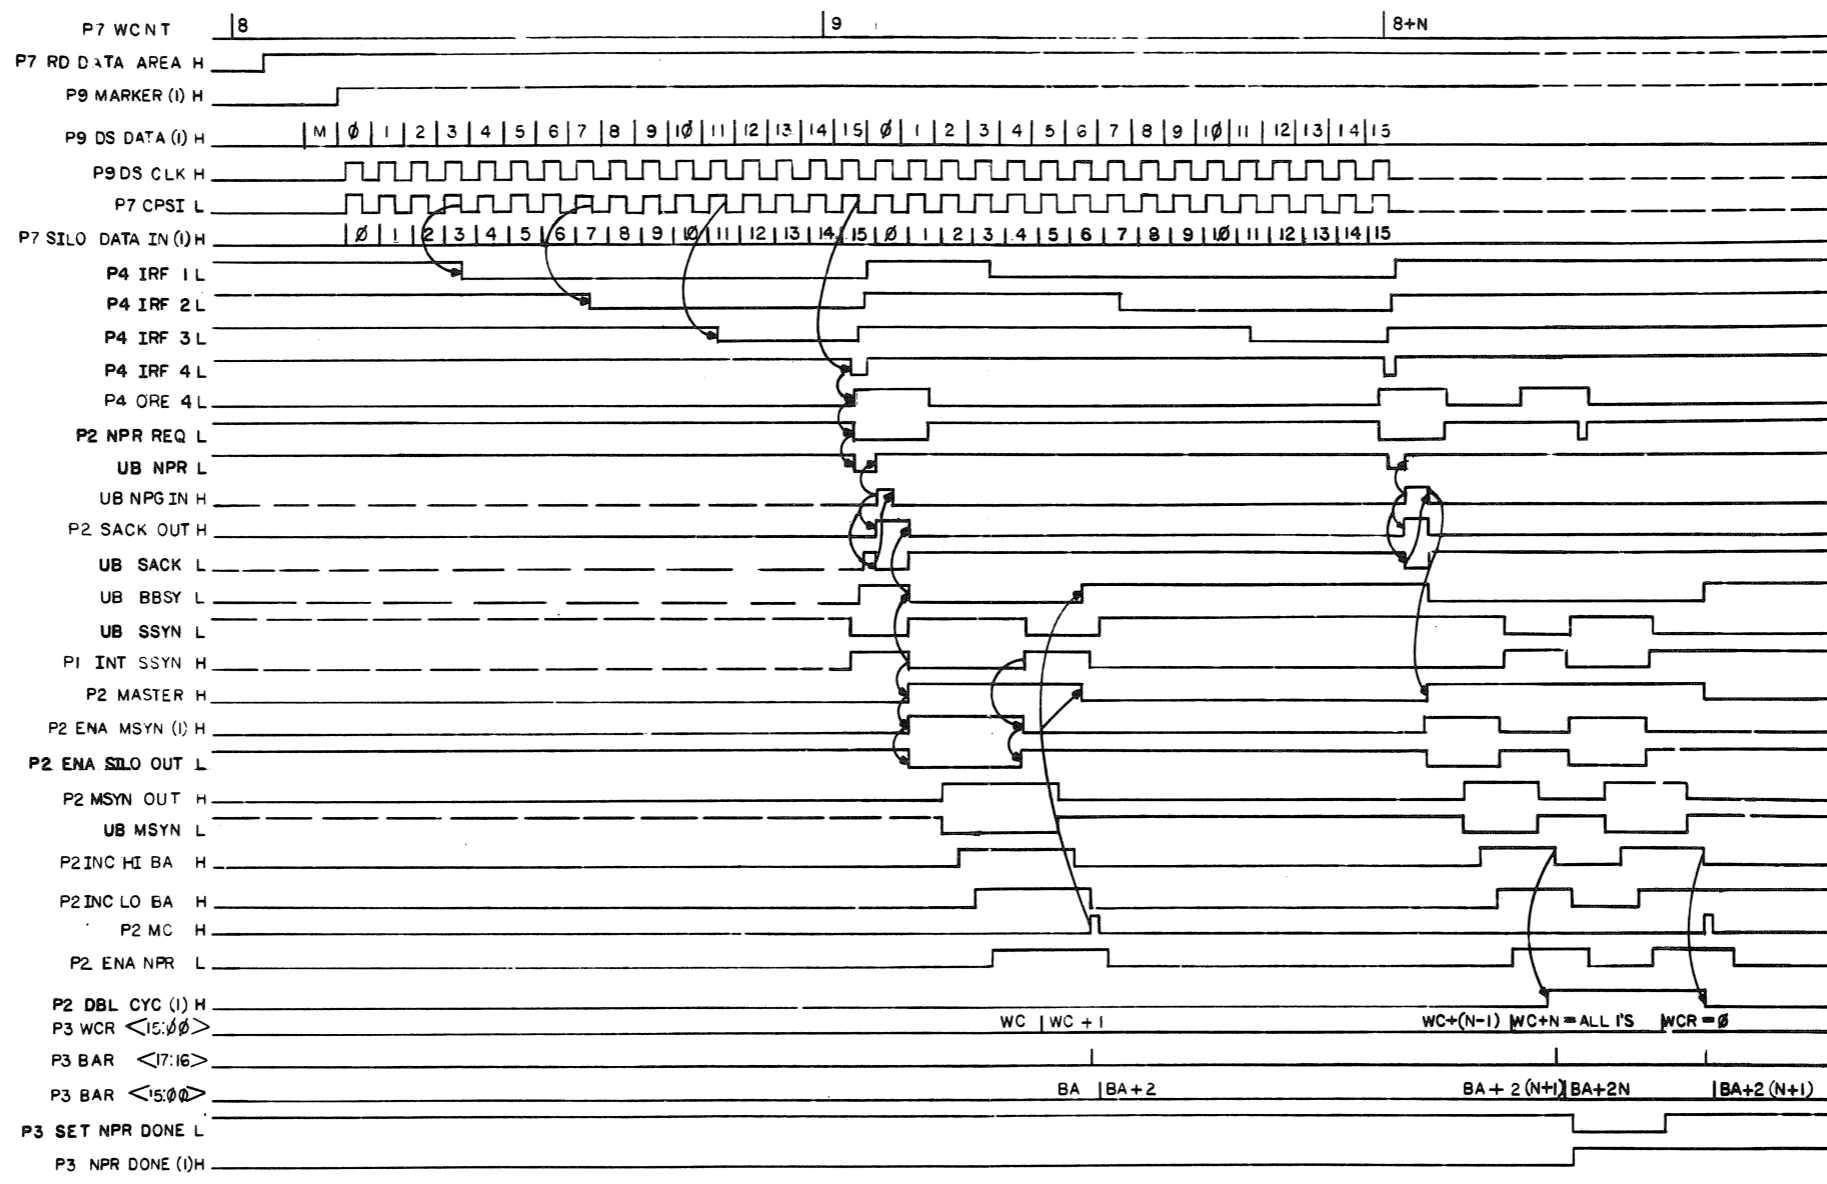 P7 WCNT 8 9 8+N
P7 RD DATA AREA H
P9 MARKER (1) H
P9 DS DATA (1) H M Ø 1 2 3 4 5 6 7 8 9 1Ø 11 12 13 14 15 Ø 1 2 3 4 5 6 7 8 9 1Ø 11 12 13 14 15
P9 DS CLK H
P7 CPSI L
P7 SILO DATA IN (1) H Ø 1 2 3 4 5 6 7 8 9 1Ø 11 12 13 14 15 Ø 1 2 3 4 5 6 7 8 9 1Ø 11 12 13 14 15
P4 IRF 1 L
P4 IRF 2 L
P4 IRF 3 L
P4 IRF 4 L
P4 ORE 4 L
P2 NPR REQ L
UB NPR L
UB NPG IN H
P2 SACK OUT H
UB SACK L
UB BBSY L
UB SSYN L
P1 INT SSYN H
P2 MASTER H
P2 ENA MSYN (1) H
P2 ENA SILO OUT L
P2 MSYN OUT H
UB MSYN L
P2 INC HI BA H
P2 INC LO BA H
P2 MC H
P2 ENA NPR L
P2 DBL CYC (1) H
P3 WCR <15:ØØ> WC WC + 1 WC+(N-1) WC+N = ALL 1'S WCR = Ø
P3 BAR <17:16>
P3 BAR <15:ØØ> BA BA+2 BA+ 2 (N+1) BA+2N BA+2 (N+1)
P3 SET NPR DONE L
P3 NPR DONE (1) H